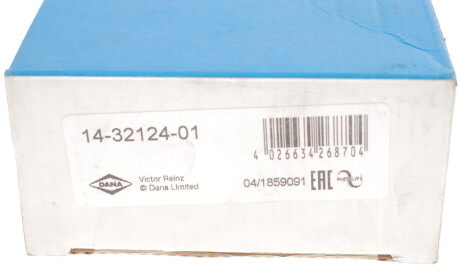 14-32124-01
4 026634 268704
DANA
Victor Reinz
© Dana Limited
04/1859091 EAC